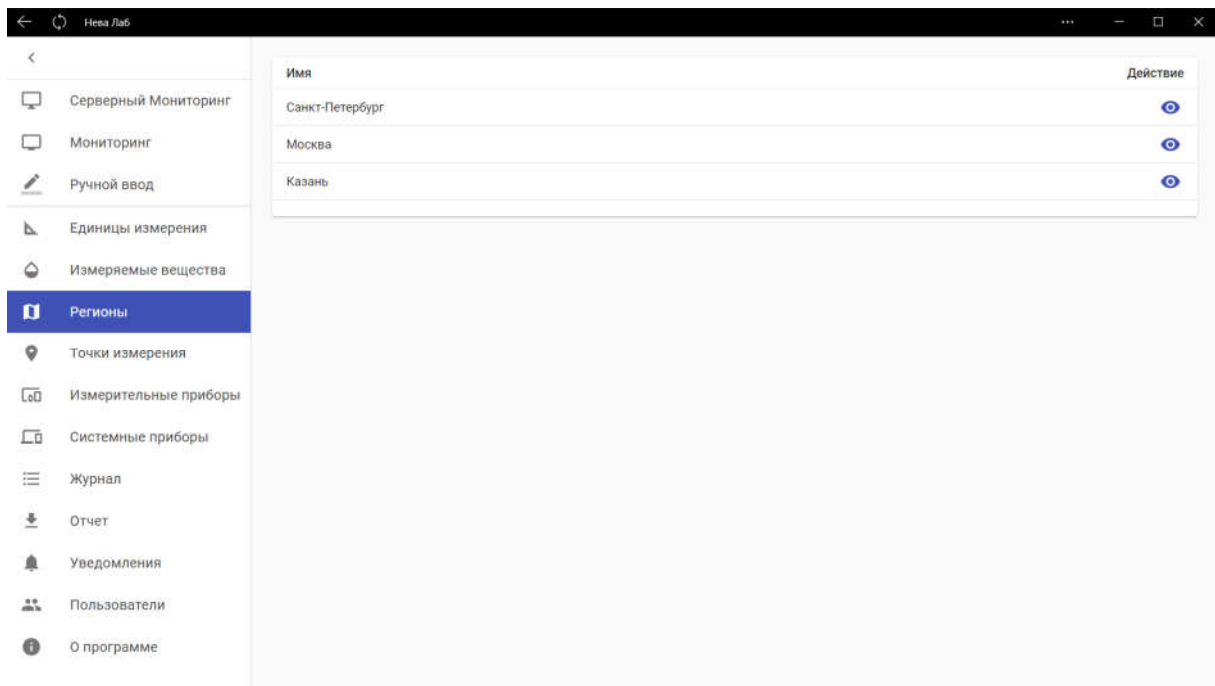 Нева Лаб
Серверный Мониторинг
Мониторинг
Ручной ввод
Единицы измерения
Измеряемые вещества
Регионы
Точки измерения
Измерительные приборы
Системные приборы
Журнал
Отчет
Уведомления
Пользователи
О программе
Имя Действие
Санкт-Петербург
Москва
Казань